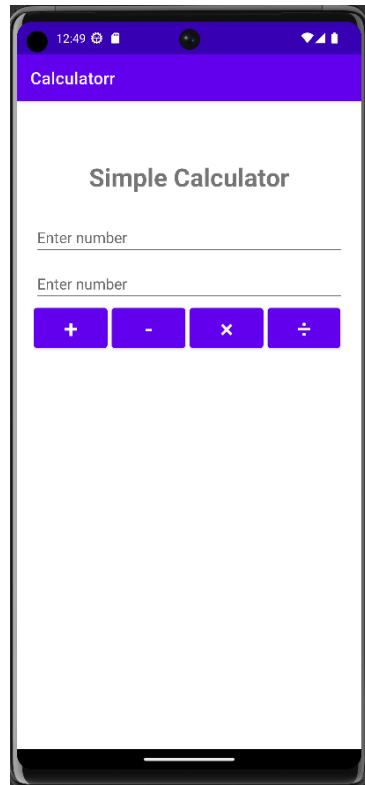 12:49
Calculatorr
Simple Calculator
Enter number
Enter number
+ - × ÷